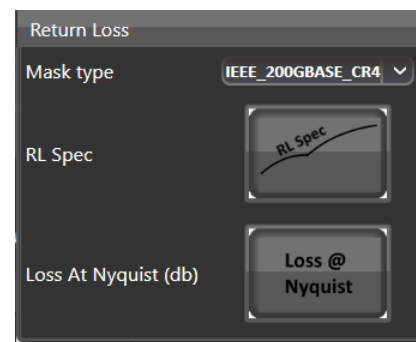 Return Loss
Mask type
IEEE_200GBASE_CR4
RL Spec
RL Spec
Loss At Nyquist (db)
Loss @
Nyquist